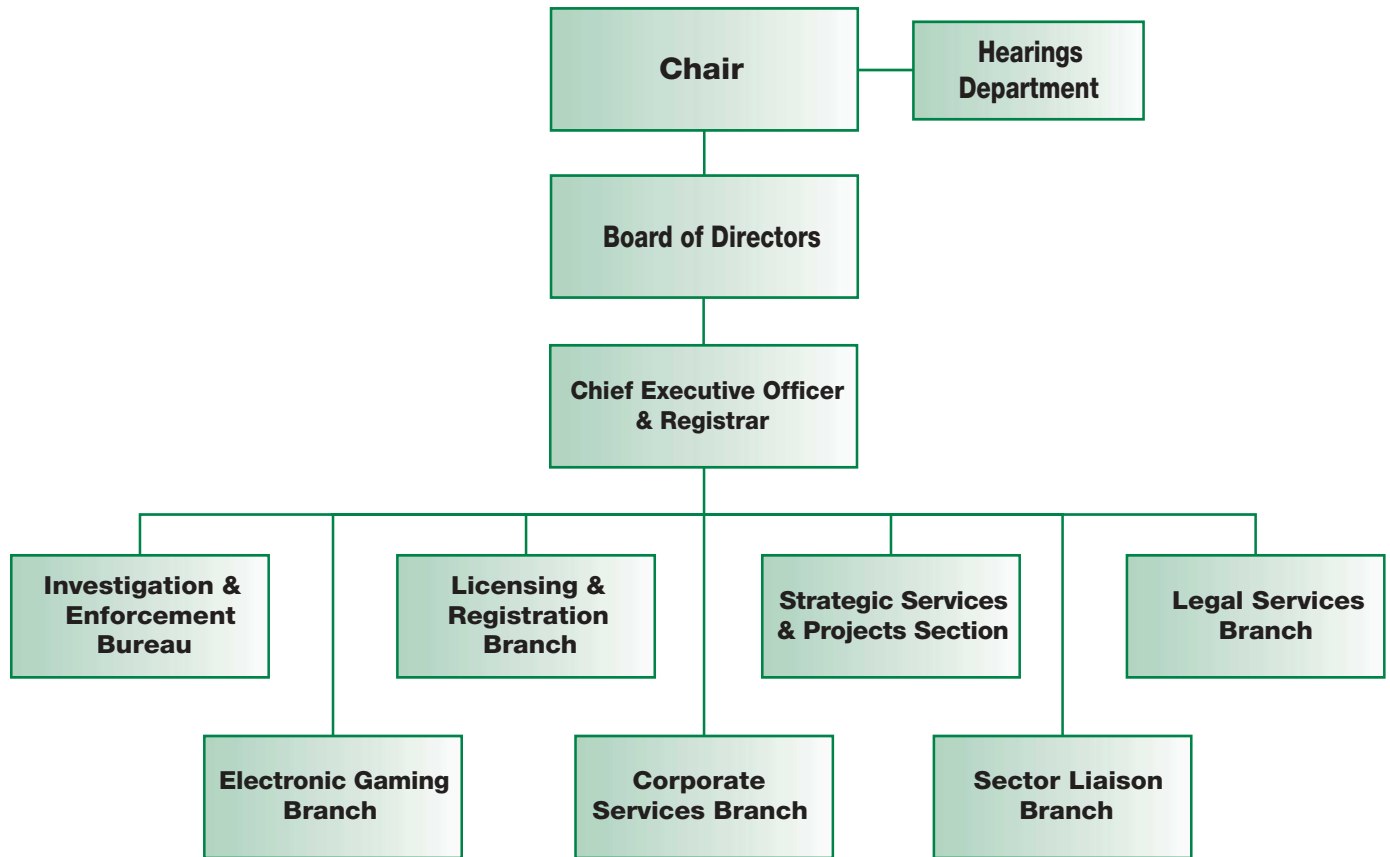 Chair
Hearings
Department
Board of Directors
Chief Executive Officer
& Registrar
Investigation &
Enforcement
Bureau
Licensing &
Registration
Branch
Strategic Services
& Projects Section
Legal Services
Branch
Electronic Gaming
Branch
Corporate
Services Branch
Sector Liaison
Branch